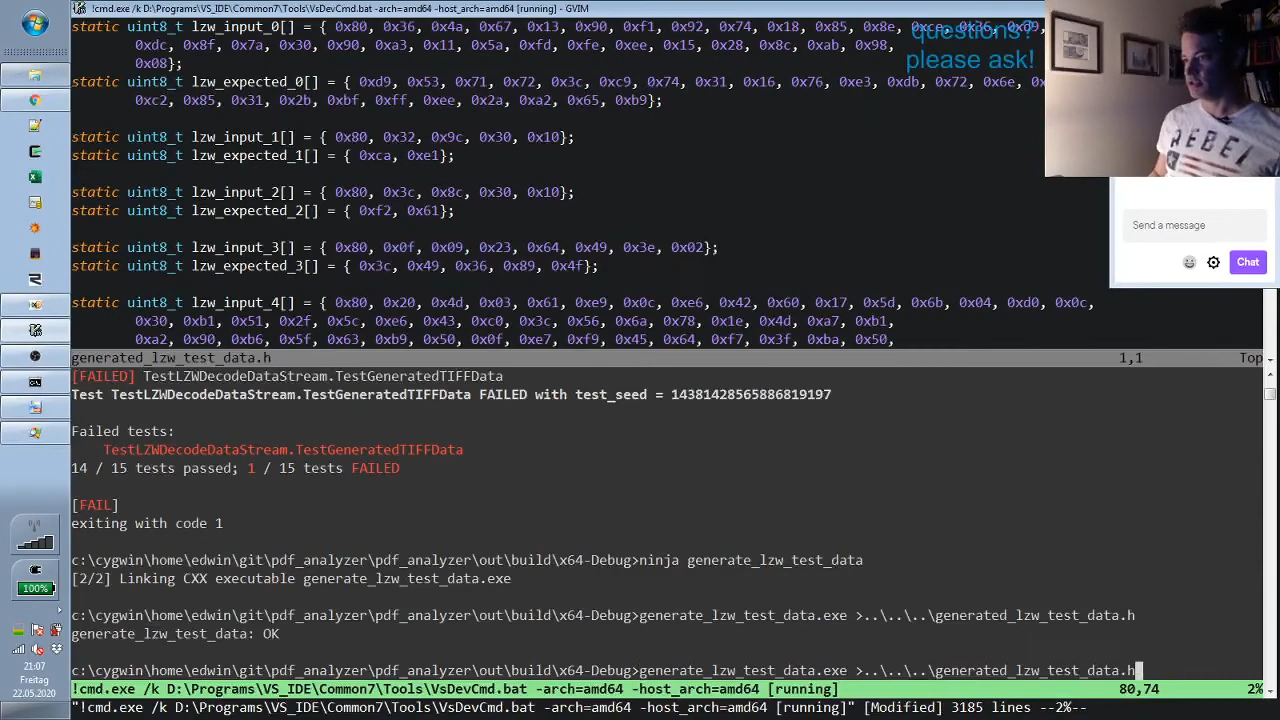 !cmd.exe /k D:\Programs\VS_IDE\Common7\Tools\VsDevCmd.bat -arch=amd64 -host_arch=amd64 [running] - GVIM
static uint8_t lzw_input_0[] = { 0x80, 0x36, 0x4a, 0x67, 0x13, 0x90, 0xf1, 0x92, 0x74, 0x18, 0x85, 0x8e,
0xdc, 0x8f, 0x7a, 0x30, 0x90, 0xa3, 0x11, 0x5a, 0xfd, 0xfe, 0xee, 0x15, 0x28, 0x8c, 0xab, 0x98,
0x08};
static uint8_t lzw_expected_0[] = { 0xd9, 0x53, 0x71, 0x72, 0x3c, 0xc9, 0x74, 0x31, 0x16, 0x76, 0xe3, 0xdb, 0x72, 0x6e,
0xc2, 0x85, 0x31, 0x2b, 0xbf, 0xff, 0xee, 0x2a, 0xa2, 0x65, 0xb9};
questions?
please ask!
static uint8_t lzw_input_1[] = { 0x80, 0x32, 0x9c, 0x30, 0x10};
static uint8_t lzw_expected_1[] = { 0xca, 0xe1};
static uint8_t lzw_input_2[] = { 0x80, 0x3c, 0x8c, 0x30, 0x10};
static uint8_t lzw_expected_2[] = { 0xf2, 0x61};
static uint8_t lzw_input_3[] = { 0x80, 0x0f, 0x09, 0x23, 0x64, 0x49, 0x3e, 0x02};
static uint8_t lzw_expected_3[] = { 0x3c, 0x49, 0x36, 0x89, 0x4f};
static uint8_t lzw_input_4[] = { 0x80, 0x20, 0x4d, 0x03, 0x61, 0xe9, 0x0c, 0xe6, 0x42, 0x60, 0x17, 0x5d, 0x6b, 0x04, 0xd0, 0x0c,
0x30, 0xb1, 0x51, 0x2f, 0x5c, 0xe6, 0x43, 0xc0, 0x3c, 0x56, 0x6a, 0x78, 0x1e, 0x4d, 0xa7, 0xb1,
0xa2, 0x90, 0xb6, 0x5f, 0x63, 0xb9, 0x50, 0x0f, 0xe7, 0xf9, 0x45, 0x64, 0xf7, 0x3f, 0xba, 0x50,
generated_lzw_test_data.h 1,1 Top
[FAILED] TestLZWDecodeDataStream.TestGeneratedTIFFData
Test TestLZWDecodeDataStream.TestGeneratedTIFFData FAILED with test_seed = 14381428565886819197
Failed tests:
TestLZWDecodeDataStream.TestGeneratedTIFFData
14 / 15 tests passed; 1 / 15 tests FAILED
[FAIL]
exiting with code 1
c:\cygwin\home\edwin\git\pdf_analyzer\pdf_analyzer\out\build\x64-Debug>ninja generate_lzw_test_data
[2/2] Linking CXX executable generate_lzw_test_data.exe
c:\cygwin\home\edwin\git\pdf_analyzer\pdf_analyzer\out\build\x64-Debug>generate_lzw_test_data.exe >..\..\..\generated_lzw_test_data.h
generate_lzw_test_data: OK
c:\cygwin\home\edwin\git\pdf_analyzer\pdf_analyzer\out\build\x64-Debug>generate_lzw_test_data.exe >..\..\..\generated_lzw_test_data.h
!cmd.exe /k D:\Programs\VS_IDE\Common7\Tools\VsDevCmd.bat -arch=amd64 -host_arch=amd64 [running] 80,74 2%
"!cmd.exe /k D:\Programs\VS_IDE\Common7\Tools\VsDevCmd.bat -arch=amd64 -host_arch=amd64 [running]" [Modified] 3185 lines --2%--
REBEL
Send a message
Chat
100%
21:07
Freitag
22.05.2020